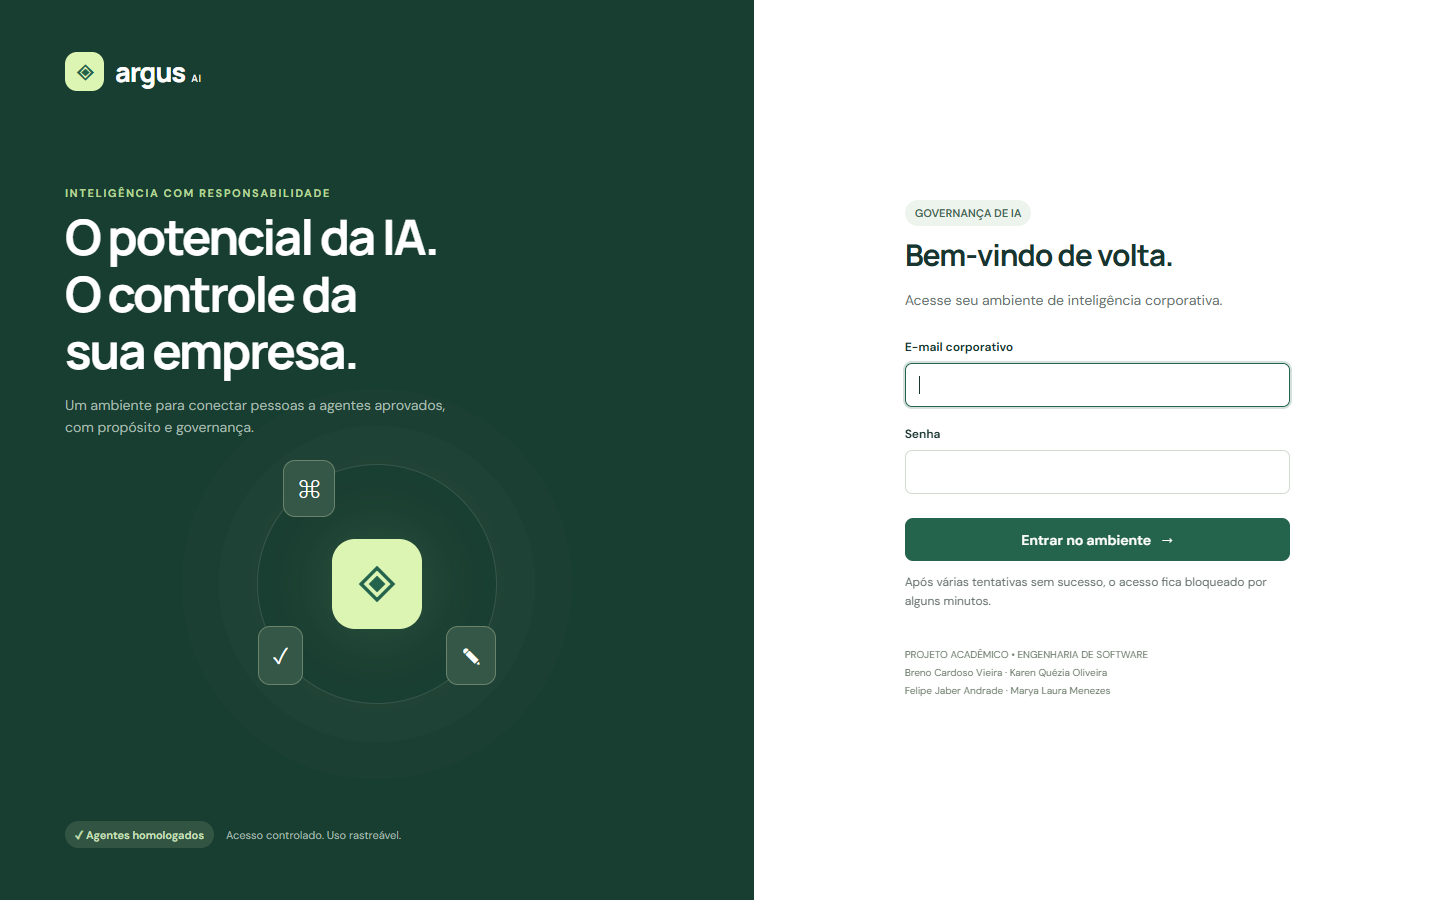 argus AI
INTELIGÊNCIA COM RESPONSABILIDADE
O potencial da IA.
O controle da
sua empresa.
Um ambiente para conectar pessoas a agentes aprovados,
com propósito e governança.
✓ Agentes homologados
Acesso controlado. Uso rastreável.
GOVERNANÇA DE IA
Bem-vindo de volta.
Acesse seu ambiente de inteligência corporativa.
E-mail corporativo
Senha
Entrar no ambiente →
Após várias tentativas sem sucesso, o acesso fica bloqueado por
alguns minutos.
PROJETO ACADÊMICO • ENGENHARIA DE SOFTWARE
Breno Cardoso Vieira · Karen Quézia Oliveira
Felipe Jaber Andrade · Marya Laura Menezes